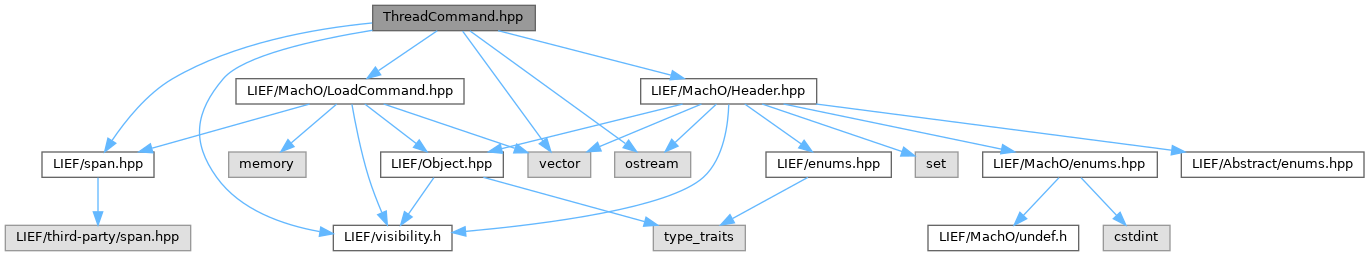 ThreadCommand.hpp
LIEF/MachO/LoadCommand.hpp
LIEF/MachO/Header.hpp
LIEF/span.hpp
memory
LIEF/Object.hpp
vector
ostream
LIEF/enums.hpp
set
LIEF/MachO/enums.hpp
LIEF/Abstract/enums.hpp
LIEF/third-party/span.hpp
LIEF/visibility.h
type_traits
LIEF/MachO/undef.h
cstdint